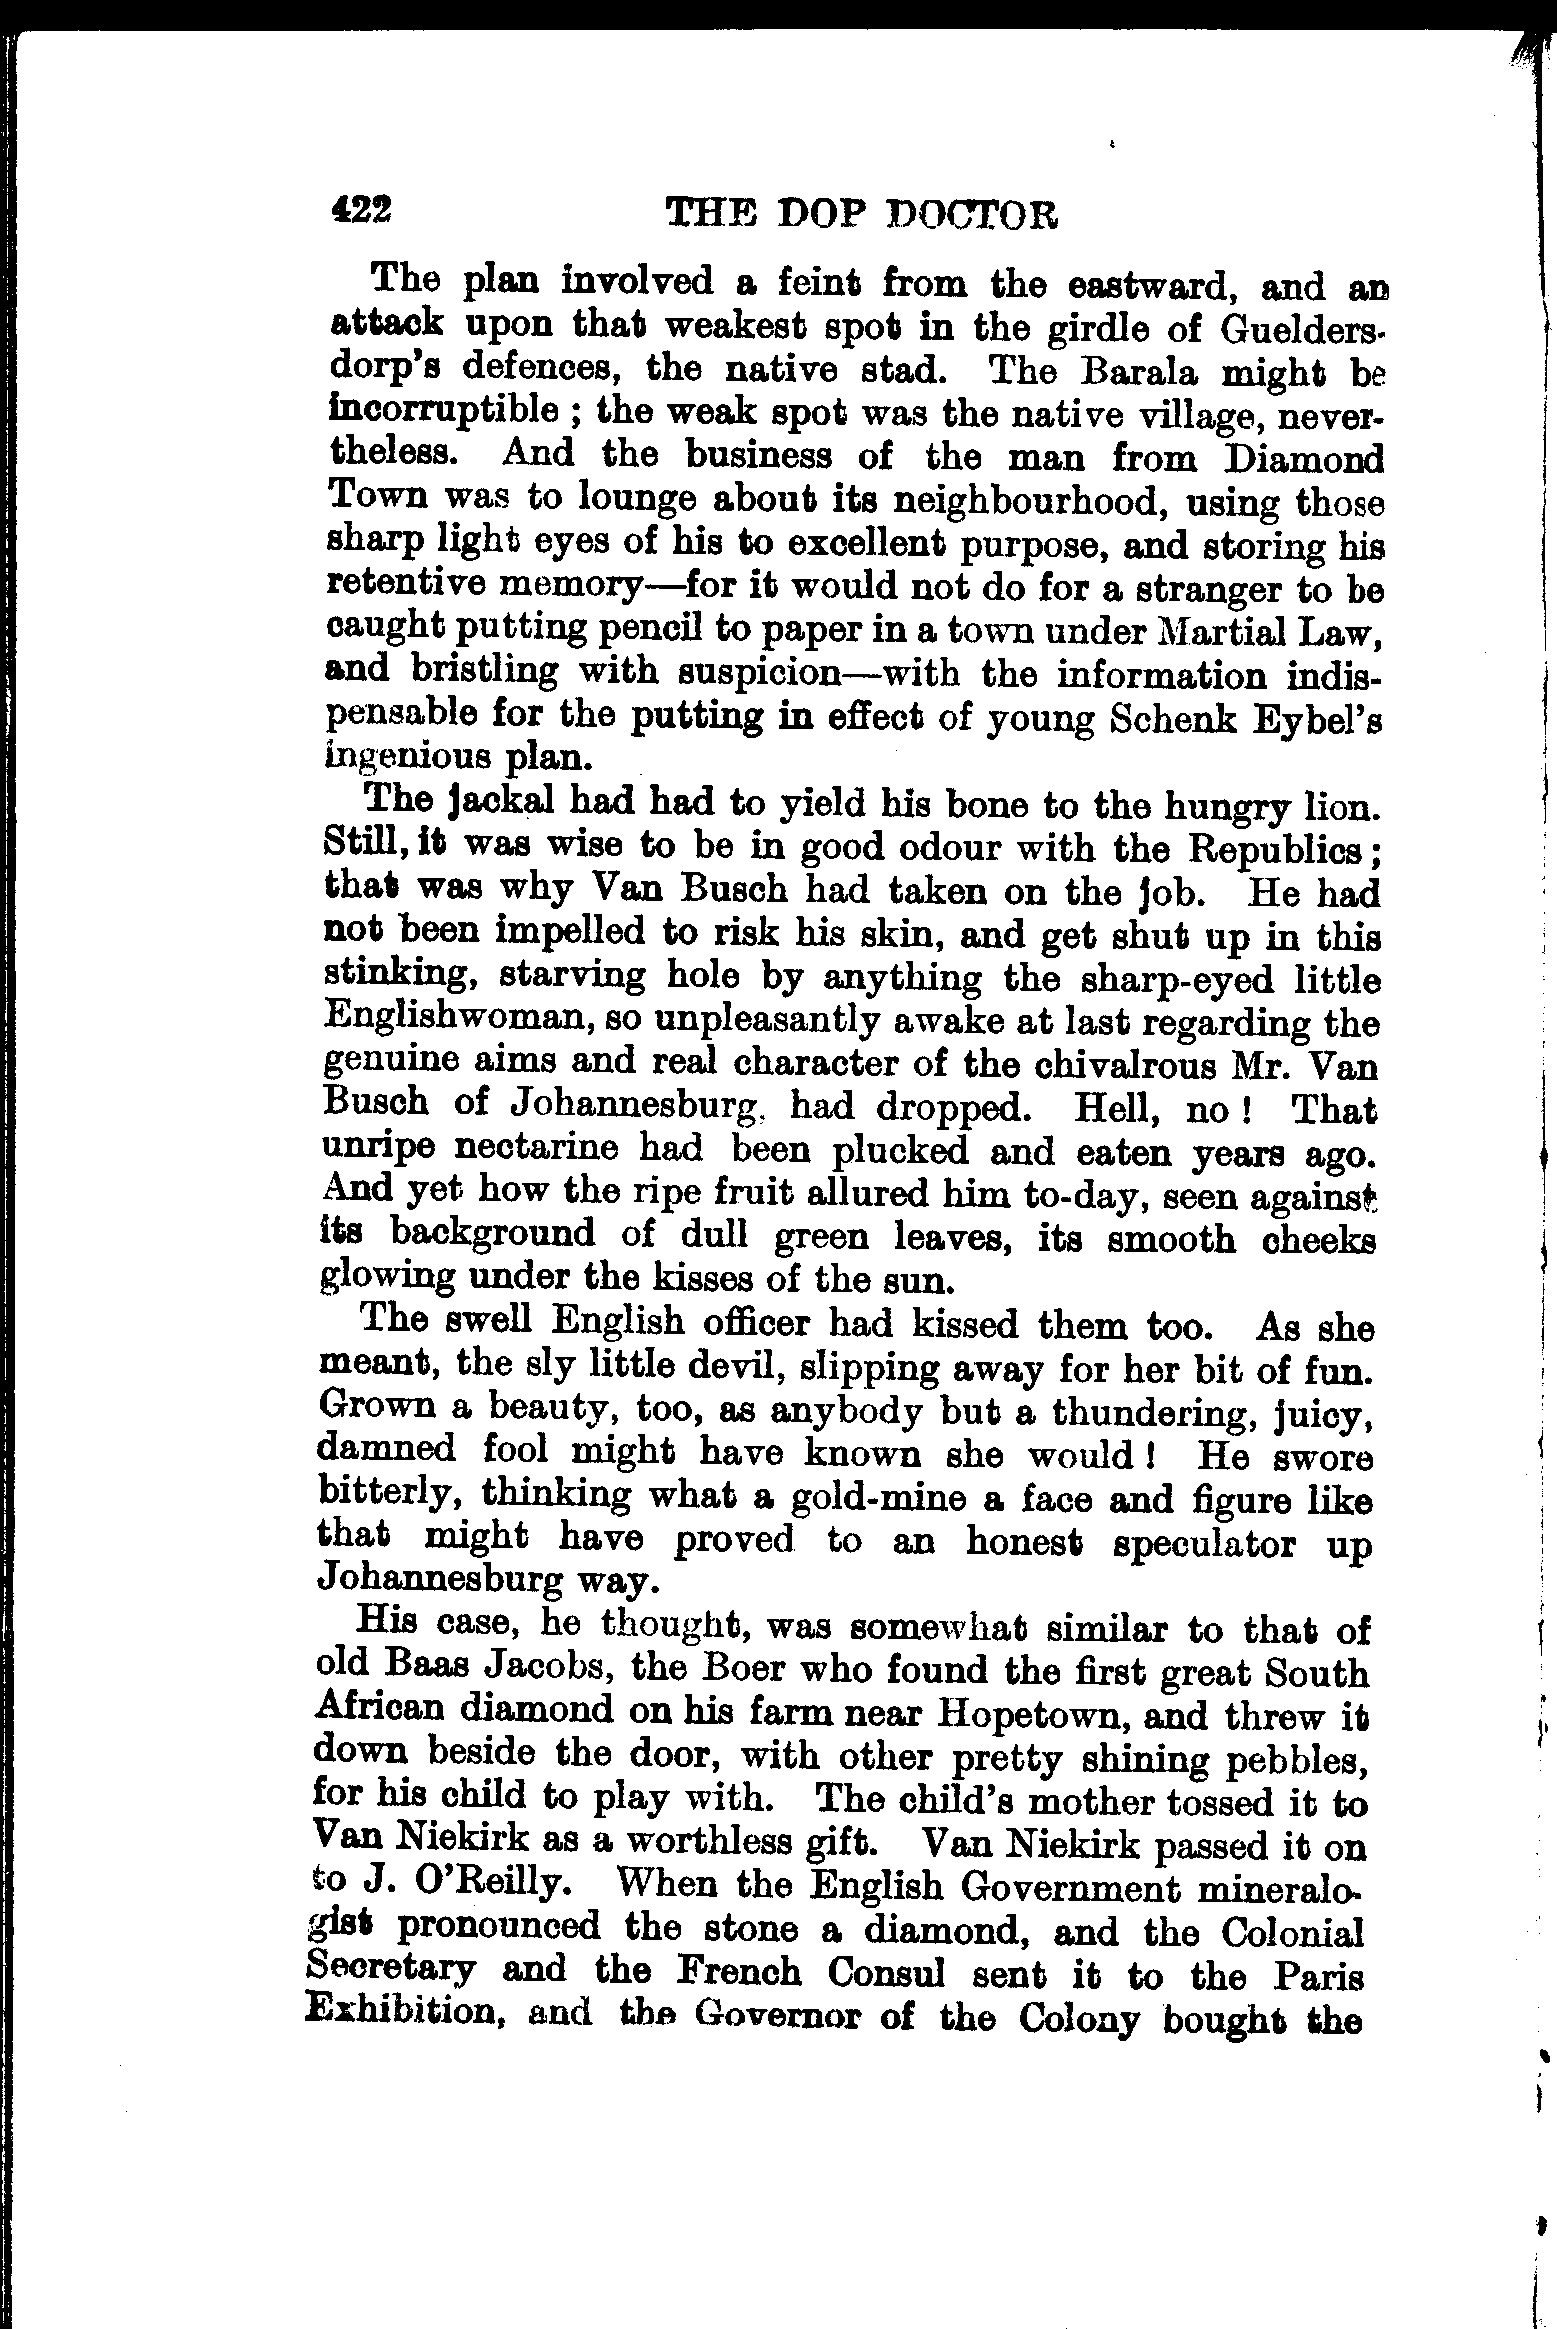 422 THE DOP DOCTOR
The plan involved a feint from the eastward, and an
attack upon that weakest spot in the girdle of Guelders-
dorp's defences, the native stad. The Barala might be
incorruptible ; the weak spot was the native village, never-
theless. And the business of the man from Diamond
Town was to lounge about its neighbourhood, using those
sharp light eyes of his to excellent purpose, and storing his
retentive memory—for it would not do for a stranger to be
caught putting pencil to paper in a town under Martial Law,
and bristling with suspicion—with the information indis-
pensable for the putting in effect of young Schenk Eybel's
ingenious plan.
The jackal had had to yield his bone to the hungry lion.
Still, it was wise to be in good odour with the Republics ;
that was why Van Busch had taken on the job. He had
not been impelled to risk his skin, and get shut up in this
stinking, starving hole by anything the sharp-eyed little
Englishwoman, so unpleasantly awake at last regarding the
genuine aims and real character of the chivalrous Mr. Van
Busch of Johannesburg, had dropped. Hell, no ! That
unripe nectarine had been plucked and eaten years ago.
And yet how the ripe fruit allured him to-day, seen against
its background of dull green leaves, its smooth cheeks
glowing under the kisses of the sun.
The swell English officer had kissed them too. As she
meant, the sly little devil, slipping away for her bit of fun.
Grown a beauty, too, as anybody but a thundering, juicy,
damned fool might have known she would ! He swore
bitterly, thinking what a gold-mine a face and figure like
that might have proved to an honest speculator up
Johannesburg way.
His case, he thought, was somewhat similar to that of
old Baas Jacobs, the Boer who found the first great South
African diamond on his farm near Hopetown, and threw it
down beside the door, with other pretty shining pebbles,
for his child to play with. The child's mother tossed it to
Van Niekirk as a worthless gift. Van Niekirk passed it on
to J. O'Reilly. When the English Government mineralo-
gist pronounced the stone a diamond, and the Colonial
Secretary and the French Consul sent it to the Paris
Exhibition, and the Governor of the Colony bought the